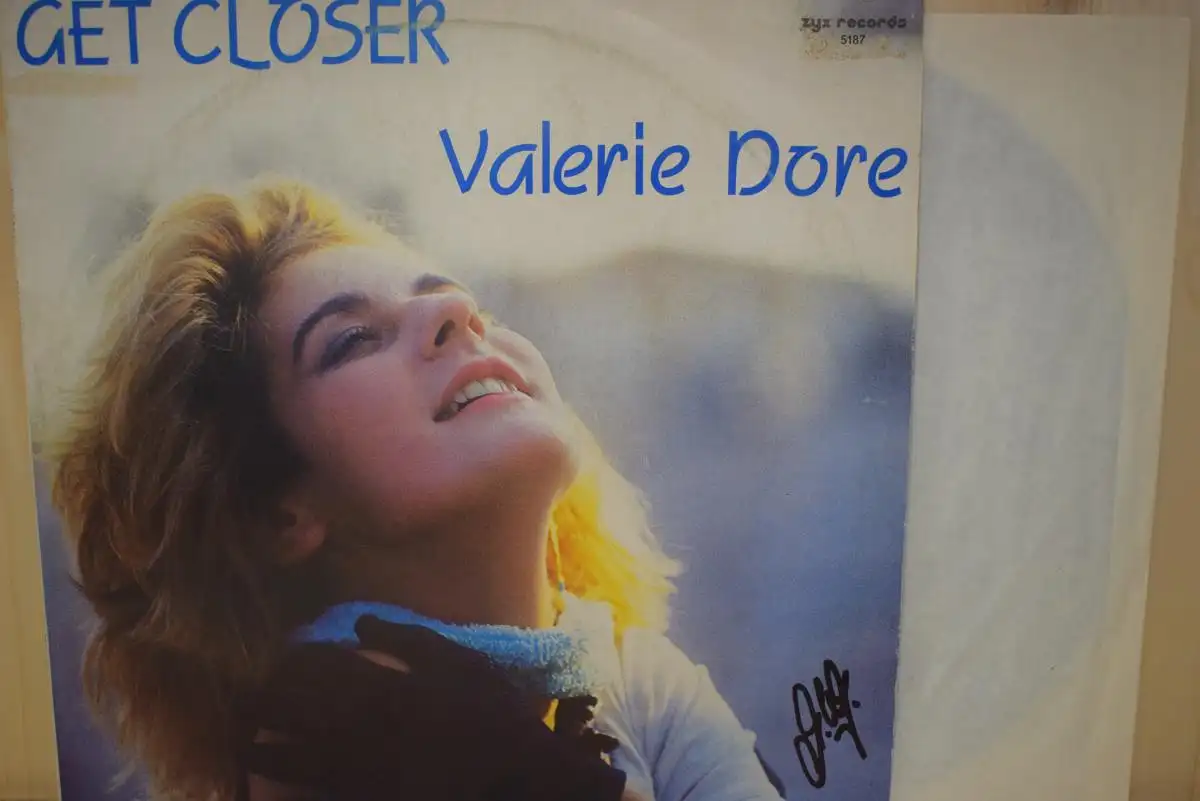 GET CLOSER
zyx records
5187
Valerie Dore